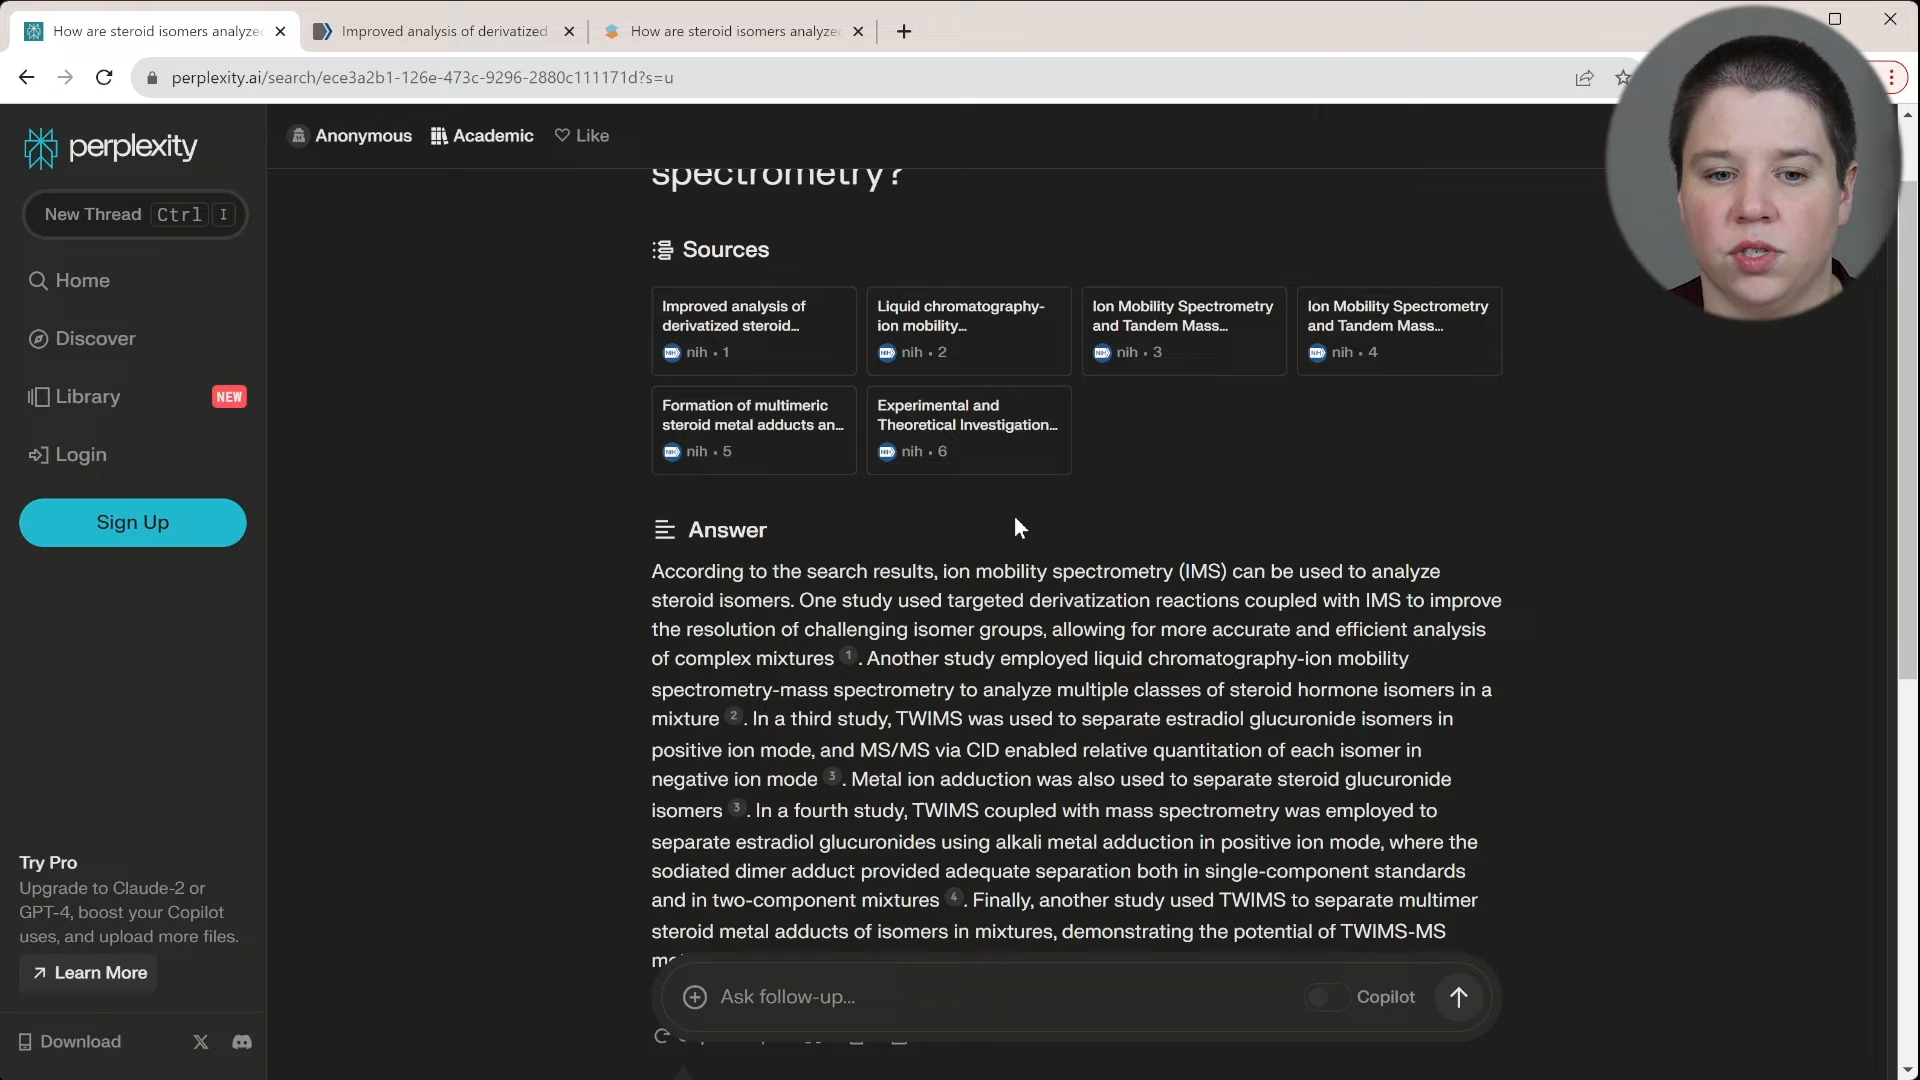 How are steroid isomers analyze
Improved analysis of derivatized
How are steroid isomers analyze
perplexity.ai/search/ece3a2b1-126e-473c-9296-2880c111171d?s=u
perplexity
New Thread Ctrl I
Home
Discover
Library NEW
Login
Sign Up
Try Pro
Upgrade to Claude-2 or
GPT-4, boost your Copilot
uses, and upload more files.
Learn More
Download
Anonymous Academic Like
spectrometry?
Sources
Improved analysis of
derivatized steroid...
nih • 1
Liquid chromatography-
ion mobility...
nih • 2
Ion Mobility Spectrometry
and Tandem Mass...
nih • 3
Ion Mobility Spectrometry
and Tandem Mass...
nih • 4
Formation of multimeric
steroid metal adducts an...
nih • 5
Experimental and
Theoretical Investigation...
nih • 6
Answer
According to the search results, ion mobility spectrometry (IMS) can be used to analyze
steroid isomers. One study used targeted derivatization reactions coupled with IMS to improve
the resolution of challenging isomer groups, allowing for more accurate and efficient analysis
of complex mixtures 1. Another study employed liquid chromatography-ion mobility
spectrometry-mass spectrometry to analyze multiple classes of steroid hormone isomers in a
mixture 2. In a third study, TWIMS was used to separate estradiol glucuronide isomers in
positive ion mode, and MS/MS via CID enabled relative quantitation of each isomer in
negative ion mode 3. Metal ion adduction was also used to separate steroid glucuronide
isomers 3. In a fourth study, TWIMS coupled with mass spectrometry was employed to
separate estradiol glucuronides using alkali metal adduction in positive ion mode, where the
sodiated dimer adduct provided adequate separation both in single-component standards
and in two-component mixtures 4. Finally, another study used TWIMS to separate multimer
steroid metal adducts of isomers in mixtures, demonstrating the potential of TWIMS-MS
Ask follow-up...
Copilot